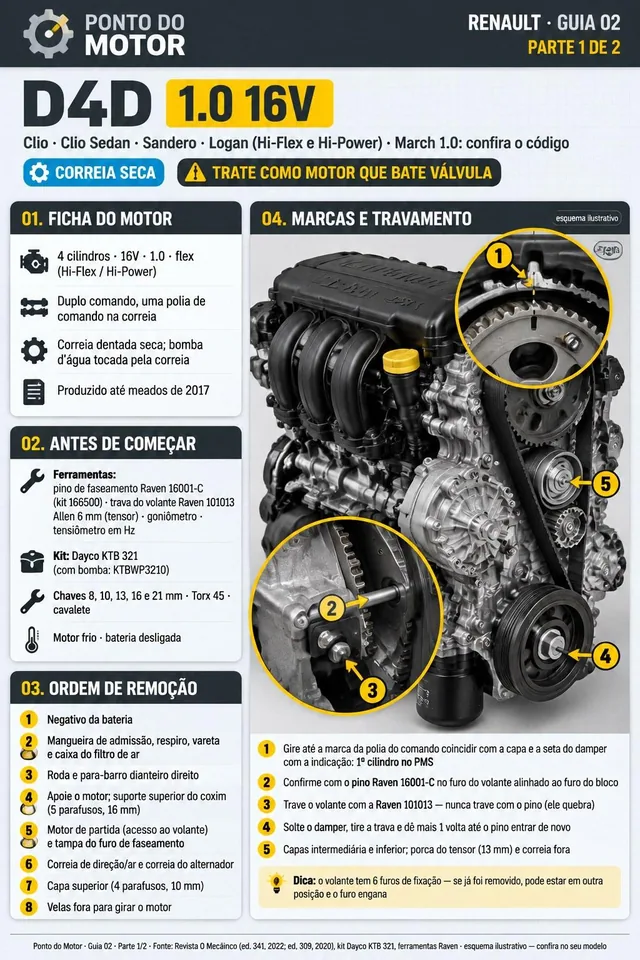 PONTO DO
MOTOR
RENAULT · GUIA 02
PARTE 1 DE 2
D4D 1.0 16V
Clio · Clio Sedan · Sandero · Logan (Hi-Flex e Hi-Power) · March 1.0: confira o código
CORREIA SECA
TRATE COMO MOTOR QUE BATE VÁLVULA
01. FICHA DO MOTOR
4 cilindros · 16V · 1.0 · flex
(Hi-Flex / Hi-Power)
Duplo comando, uma polia de
comando na correia
Correia dentada seca; bomba
d'água tocada pela correia
Produzido até meados de 2017
02. ANTES DE COMEÇAR
Ferramentas:
pino de faseamento Raven 16001-C
(kit 166500) · trava do volante Raven 101013
Allen 6 mm (tensor) · goniômetro ·
tensiômetro em Hz
Kit: Dayco KTB 321
(com bomba: KTBWP3210)
Chaves 8, 10, 13, 16 e 21 mm · Torx 45 ·
cavalete
Motor frio · bateria desligada
03. ORDEM DE REMOÇÃO
1 Negativo da bateria
2 Mangueira de admissão, respiro, vareta
e caixa do filtro de ar
3 Roda e para-barro dianteiro direito
4 Apoie o motor; suporte superior do coxim
(5 parafusos, 16 mm)
5 Motor de partida (acesso ao volante)
e tampa do furo de faseamento
6 Correia de direção/ar e correia do alternador
7 Capa superior (4 parafusos, 10 mm)
8 Velas fora para girar o motor
04. MARCAS E TRAVAMENTO
esquema ilustrativo
1
5
2
3
4
1 Gire até a marca da polia do comando coincidir com a capa e a seta do damper
com a indicação: 1º cilindro no PMS
2 Confirme com o pino Raven 16001-C no furo do volante alinhado ao furo do bloco
3 Trave o volante com a Raven 101013 — nunca trave com o pino (ele quebra)
4 Solte o damper, tire a trava e dê mais 1 volta até o pino entrar de novo
5 Capas intermediária e inferior; porca do tensor (13 mm) e correia fora
Dica: o volante tem 6 furos de fixação — se já foi removido, pode estar em outra
posição e o furo engana
Ponto do Motor · Guia 02 · Parte 1/2 · Fonte: Revista O Mecâinco (ed. 341, 2022; ed, 309, 2020), kit Dayco KTB 321, ferramentas Raven · esquema ilustrativo — confira no seu modelo